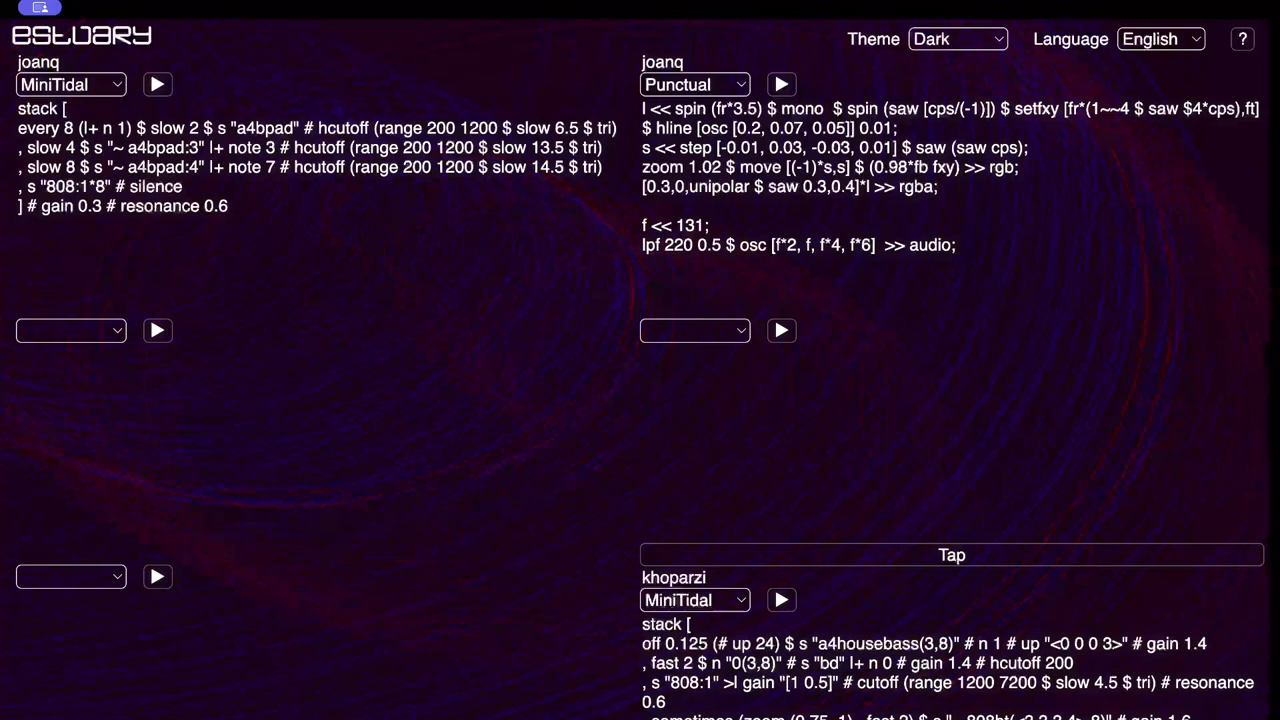 ESTUARY
Theme Dark Language English ?
joanq
MiniTidal
stack [
every 8 (|+ n 1) $ slow 2 $ s "a4bpad" # hcutoff (range 200 1200 $ slow 6.5 $ tri)
, slow 4 $ s "~ a4bpad:3" |+ note 3 # hcutoff (range 200 1200 $ slow 13.5 $ tri)
, slow 8 $ s "~ a4bpad:4" |+ note 7 # hcutoff (range 200 1200 $ slow 14.5 $ tri)
, s "808:1*8" # silence
] # gain 0.3 # resonance 0.6
joanq
Punctual
l << spin (fr*3.5) $ mono  $ spin (saw [cps/(-1)]) $ setfxy [fr*(1~~4 $ saw $4*cps),ft]
$ hline [osc [0.2, 0.07, 0.05]] 0.01;
s << step [-0.01, 0.03, -0.03, 0.01] $ saw (saw cps);
zoom 1.02 $ move [(-1)*s,s] $ (0.98*fb fxy) >> rgb;
[0.3,0,unipolar $ saw 0.3,0.4]*l >> rgba;
f << 131;
lpf 220 0.5 $ osc [f*2, f, f*4, f*6]  >> audio;
Tap
khoparzi
MiniTidal
stack [
off 0.125 (# up 24) $ s "a4housebass(3,8)" # n 1 # up "<0 0 0 3>" # gain 1.4
, fast 2 $ n "0(3,8)" # s "bd" |+ n 0 # gain 1.4 # hcutoff 200
, s "808:1" >| gain "[1 0.5]" # cutoff (range 1200 7200 $ slow 4.5 $ tri) # resonance
0.6